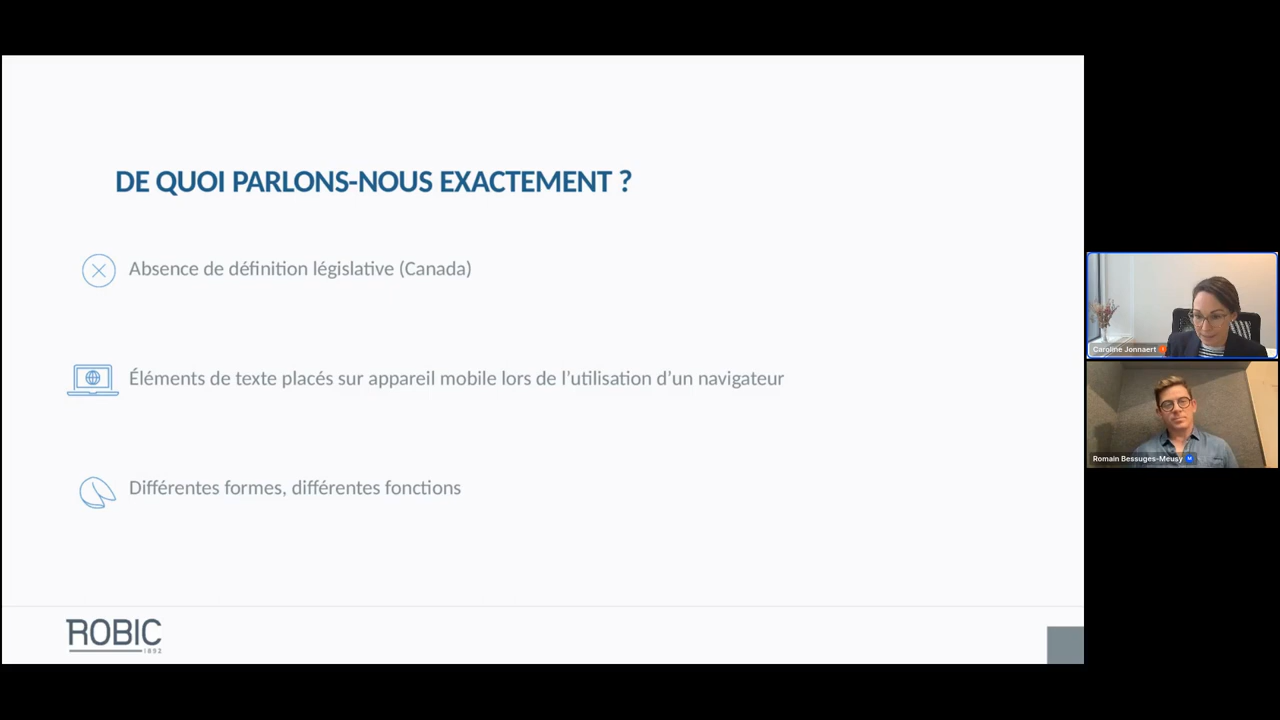 DE QUOI PARLONS-NOUS EXACTEMENT ?
Absence de définition législative (Canada)
Éléments de texte placés sur appareil mobile lors de l’utilisation d’un navigateur
Différentes formes, différentes fonctions
ROBIC
1892
Caroline Jonnaert
Romain Bessuges-Meusy